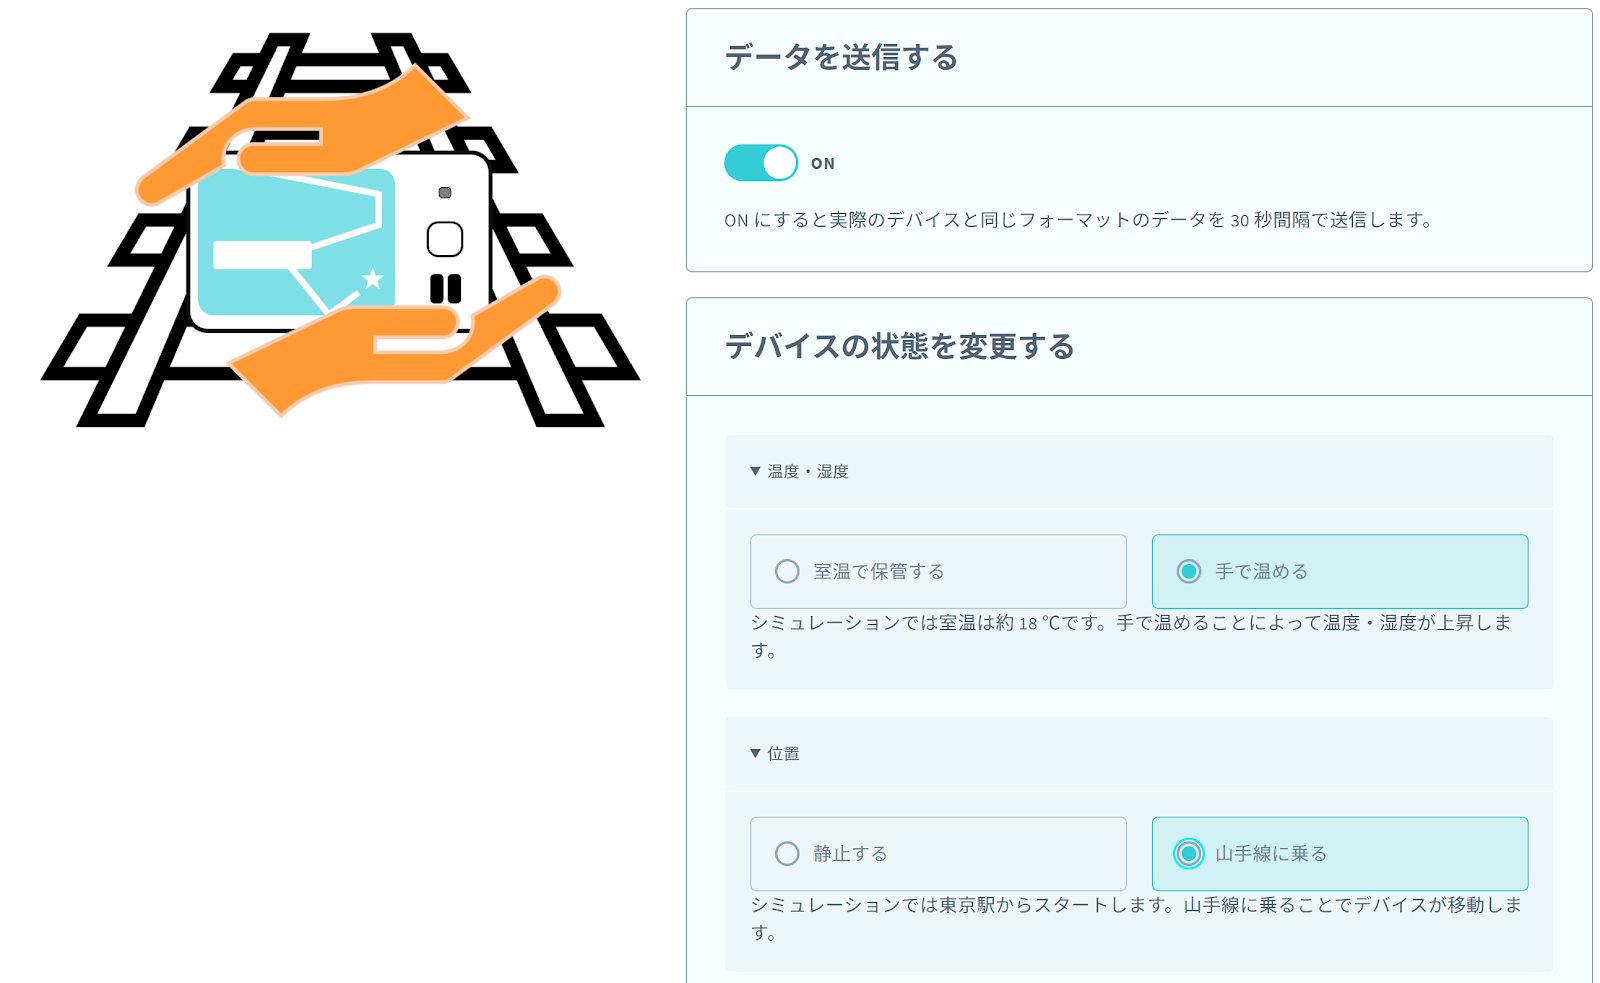 データを送信する
ON
ON にすると実際のデバイスと同じフォーマットのデータを 30 秒間隔で送信します。
デバイスの状態を変更する
▼ 温度・湿度
室温で保管する
手で温める
シミュレーションでは室温は約 18 ℃です。手で温めることによって温度・湿度が上昇しま
す。
▼ 位置
静止する
山手線に乗る
シミュレーションでは東京駅からスタートします。山手線に乗ることでデバイスが移動しま
す。